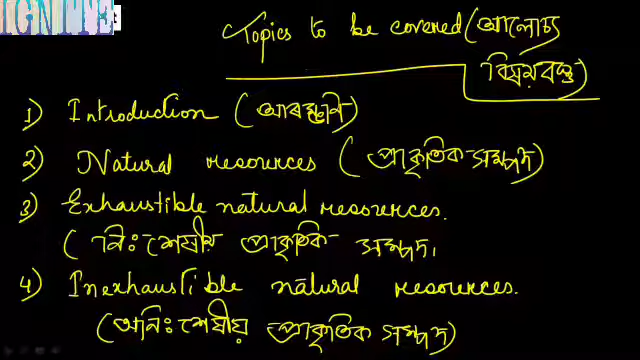 IGNITE
Topics to be covered (আলোচ্য
বিষয়বস্তু)
1) Introduction (আৰম্ভণি)
2) Natural resources (প্রাকৃতিক সম্পদ)
3) Exhaustible natural resources.
(নিঃশেষীয় প্রাকৃতিক সম্পদ,
4) Inexhaustible natural resources.
(অনিঃশেষীয় প্রাকৃতিক সম্পদ)